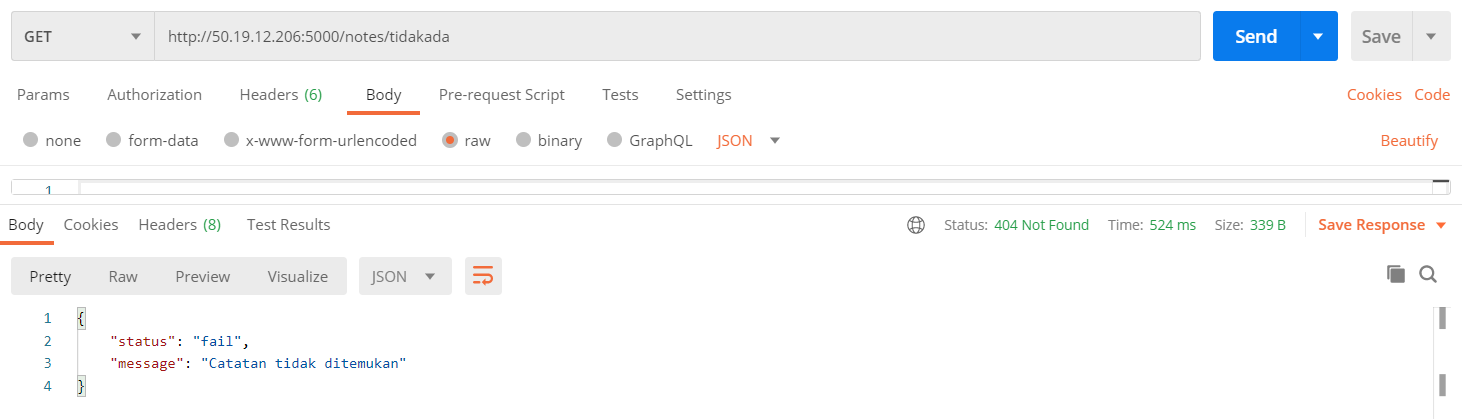 GET http://50.19.12.206:5000/notes/tidakada Send Save
Params Authorization Headers (6) Body Pre-request Script Tests Settings Cookies Code
none form-data x-www-form-urlencoded raw binary GraphQL JSON Beautify
1
Body Cookies Headers (8) Test Results Status: 404 Not Found Time: 524 ms Size: 339 B Save Response
Pretty Raw Preview Visualize JSON
1 {
2 "status": "fail",
3 "message": "Catatan tidak ditemukan"
4 }